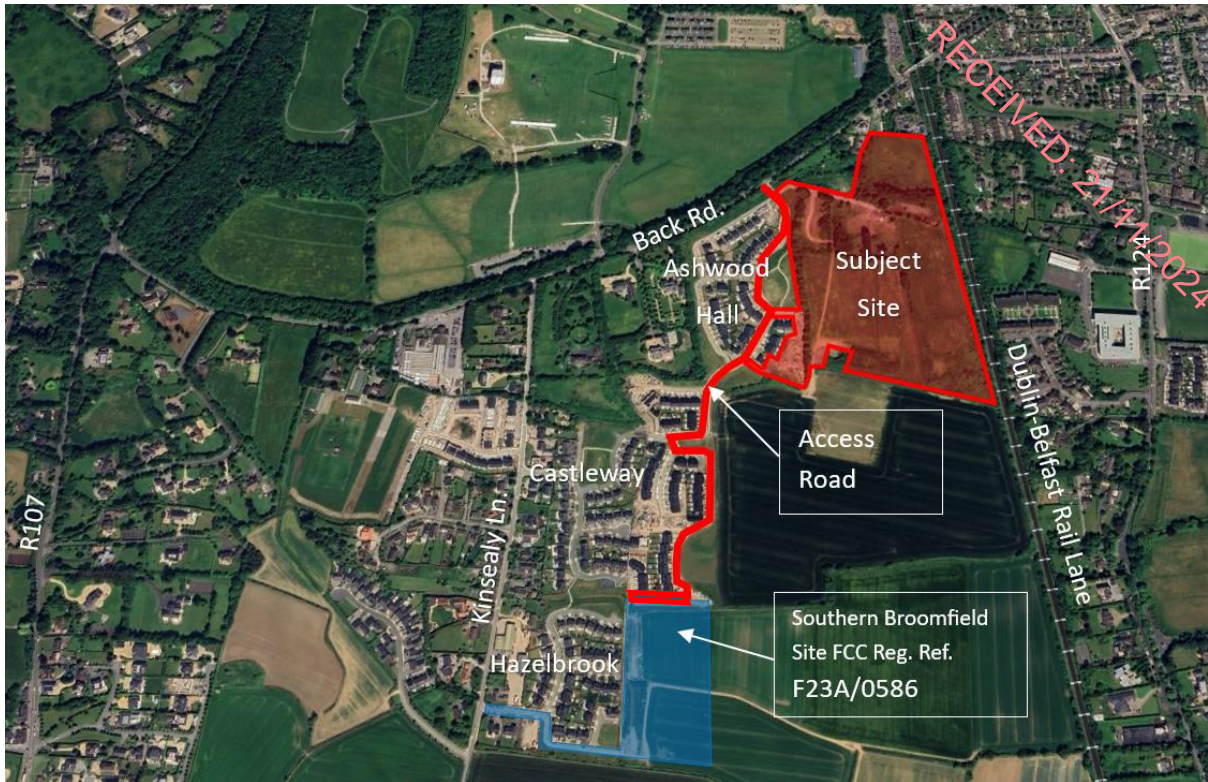 RECEIVED: 21/11/2024
Back Rd.
Ashwood
Hall
Subject
Site
R124
Dublin-Belfast Rail Lane
Access
Road
Castleway
Kinsealy Ln.
R107
Southern Broomfield
Site FCC Reg. Ref.
F23A/0586
Hazelbrook